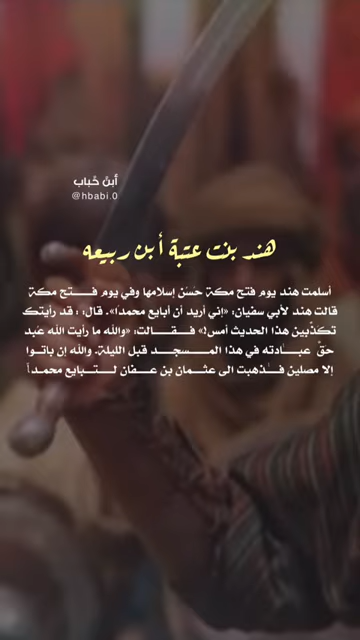 أبن حباب
@hbabi.0
هند بنت عتبة أبن ربيعه
أسلمت هند يوم فتح مكة حسن إسلامها وفي يوم فتح مكة
قالت هند لأبي سفيان: «إني أريد أن أبايع محمدا». قال: : قد رأيتك
تكذبين هذا الحديث أمس!» فقالت: «والله ما رأيت الله عبد
حقّ عبادته في هذا المسجد قبل الليلة. والله إن باتوا
إلا مصلين فذهبت الى عثمان بن عفان لتبايع محمداً